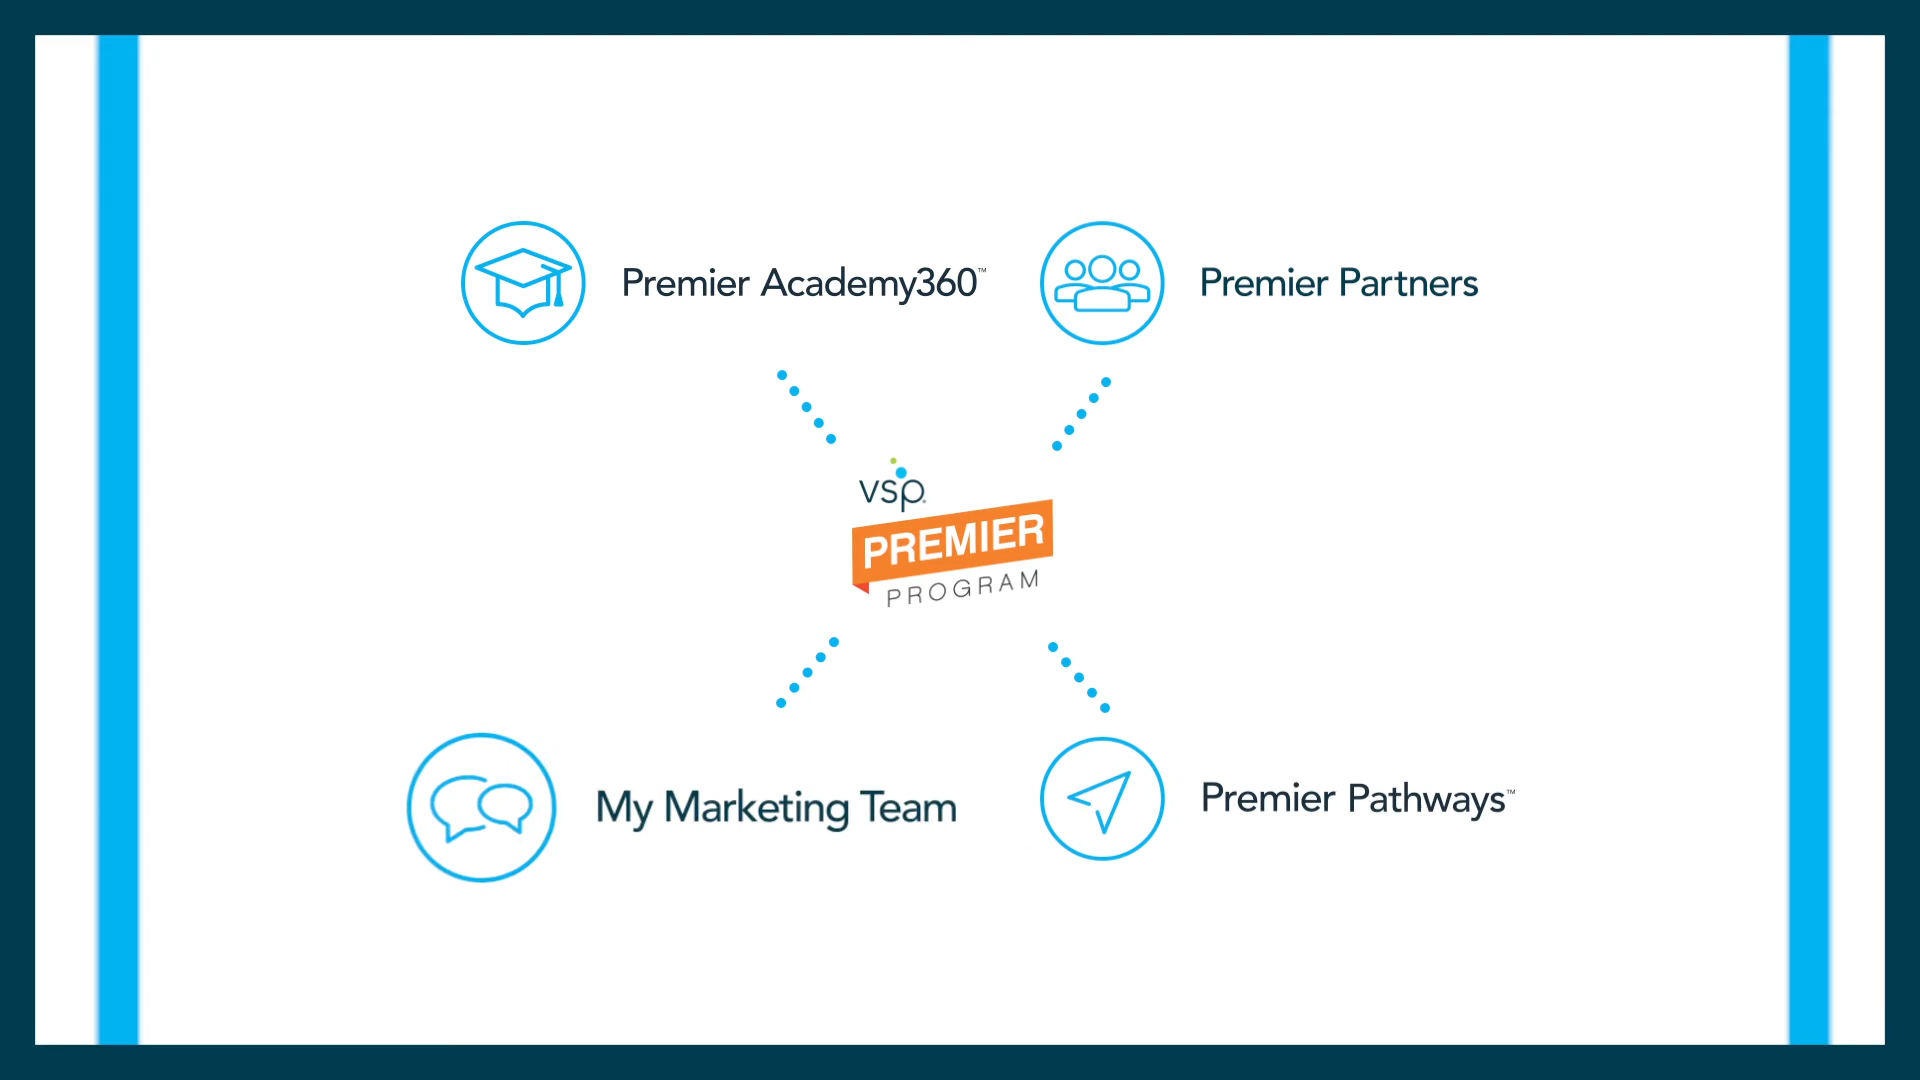 Premier Academy360™
Premier Partners
vsp
PREMIER
PROGRAM
My Marketing Team
Premier Pathways™